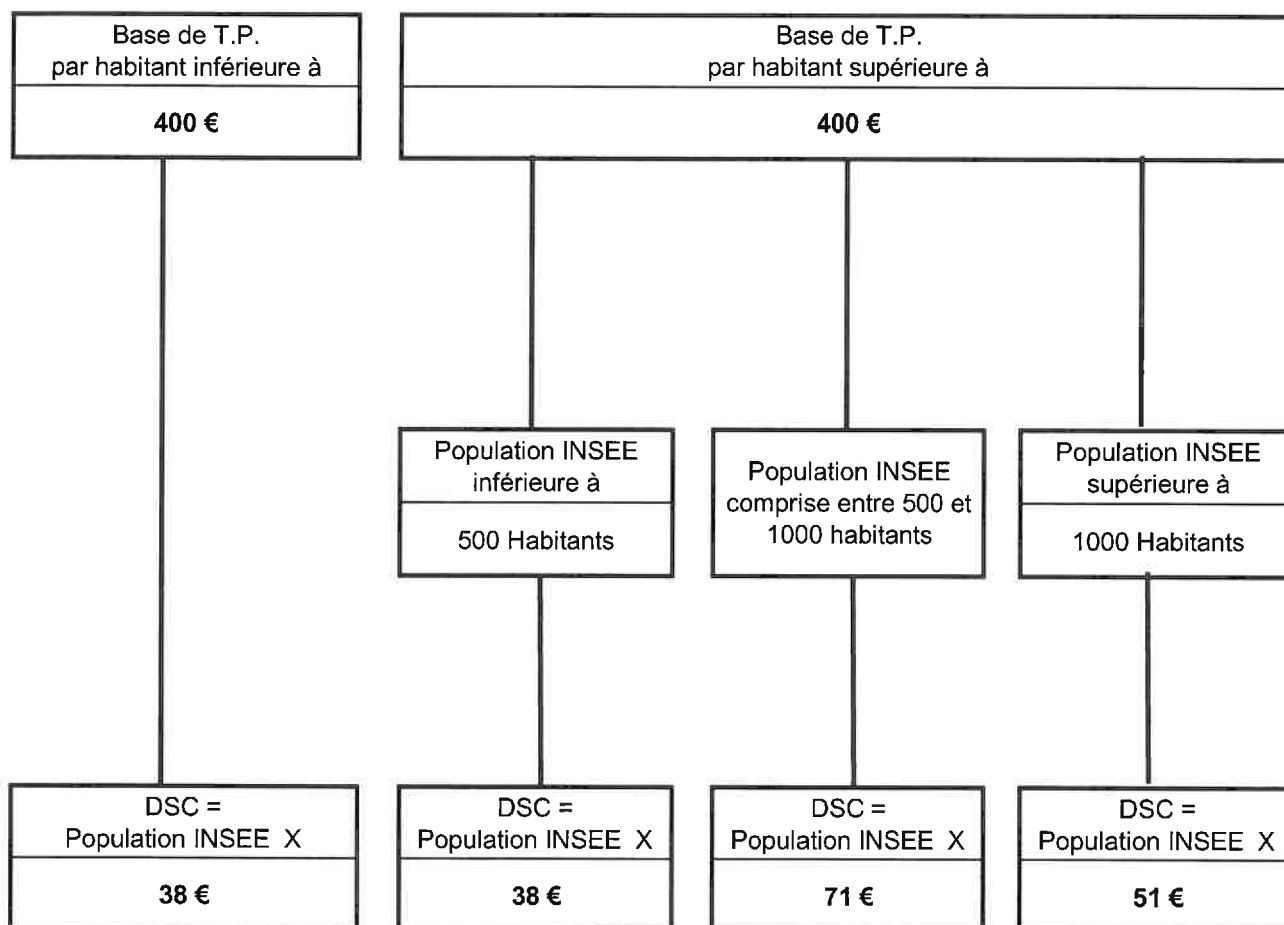 Base de T.P.
par habitant inférieure à
400 €
Base de T.P.
par habitant supérieure à
400 €
Population INSEE
inférieure à
500 Habitants
Population INSEE
comprise entre 500 et
1000 habitants
Population INSEE
supérieure à
1000 Habitants
DSC =
Population INSEE X
38 €
DSC =
Population INSEE X
38 €
DSC =
Population INSEE X
71 €
DSC =
Population INSEE X
51 €